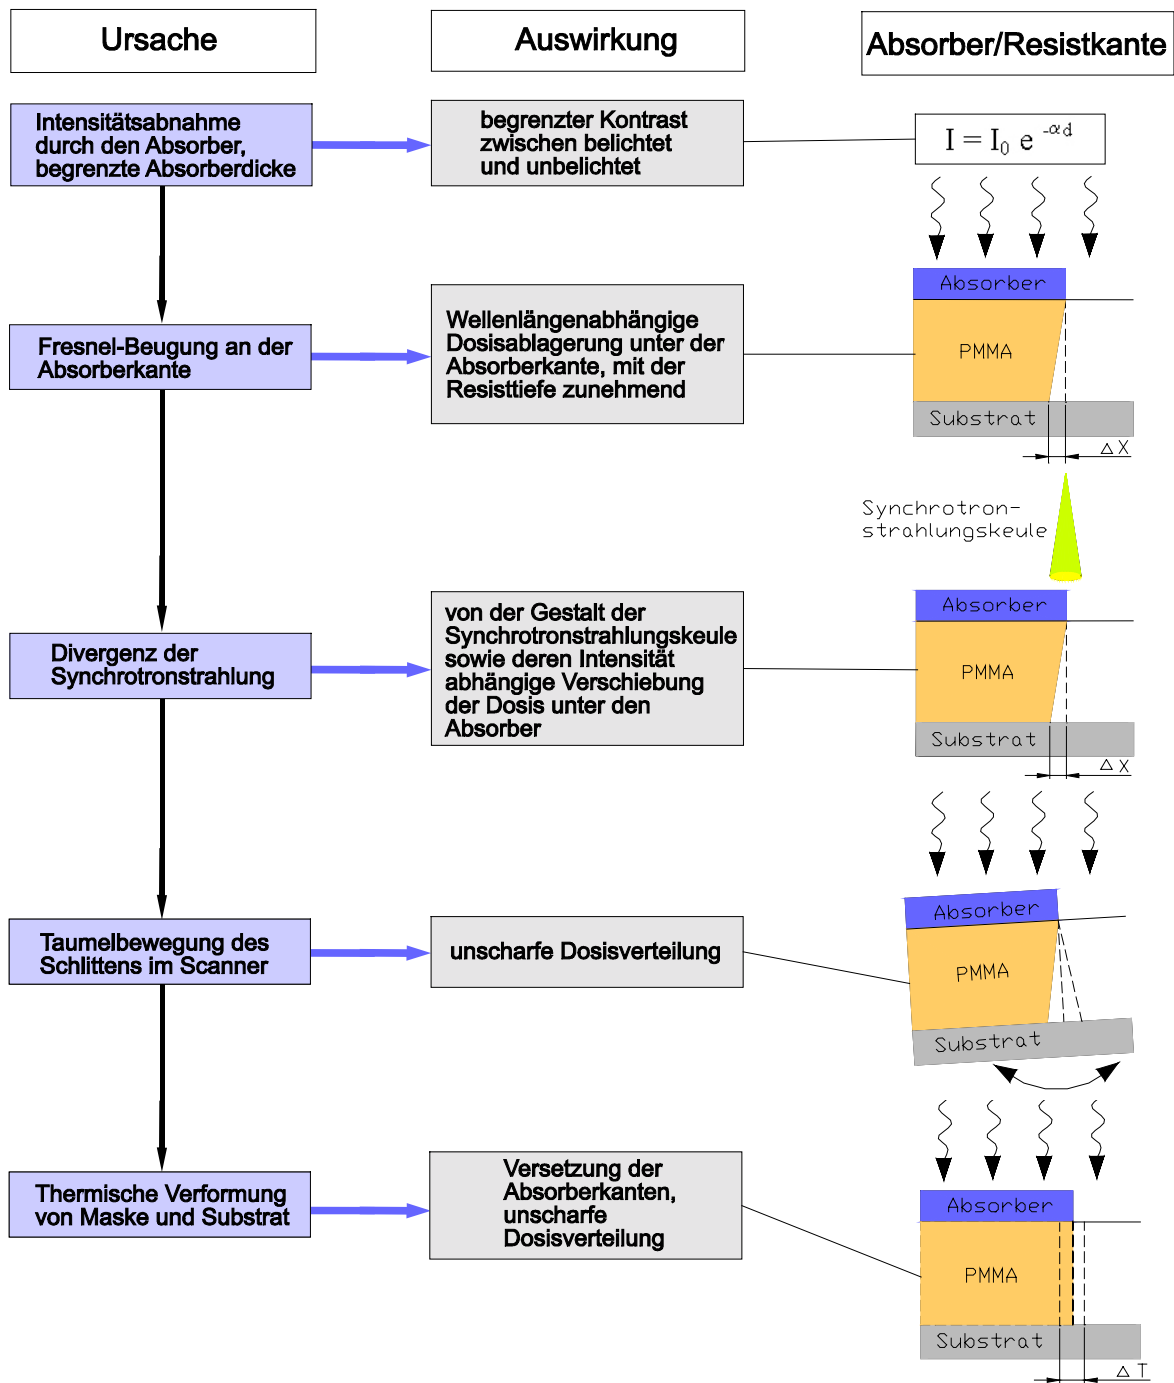 Ursache
Auswirkung
Absorber/Resistkante
Intensitätsabnahme
durch den Absorber,
begrenzte Absorberdicke
begrenzter Kontrast
zwischen belichtet
und unbelichtet
I = I₀ e ^-αd
Absorber
PMMA
Substrat
Δ X
Fresnel-Beugung an der
Absorberkante
Wellenlängenabhängige
Dosisablagerung unter der
Absorberkante, mit der
Resisttiefe zunehmend
Synchrotron-
strahlungskeule
Divergenz der
Synchrotronstrahlung
von der Gestalt der
Synchrotronstrahlungskeule
sowie deren Intensität
abhängige Verschiebung
der Dosis unter den
Absorber
Absorber
PMMA
Substrat
Δ X
Taumelbewegung des
Schlittens im Scanner
unscharfe Dosisverteilung
Absorber
PMMA
Substrat
Thermische Verformung
von Maske und Substrat
Versetzung der
Absorberkanten,
unscharfe
Dosisverteilung
Absorber
PMMA
Substrat
Δ T